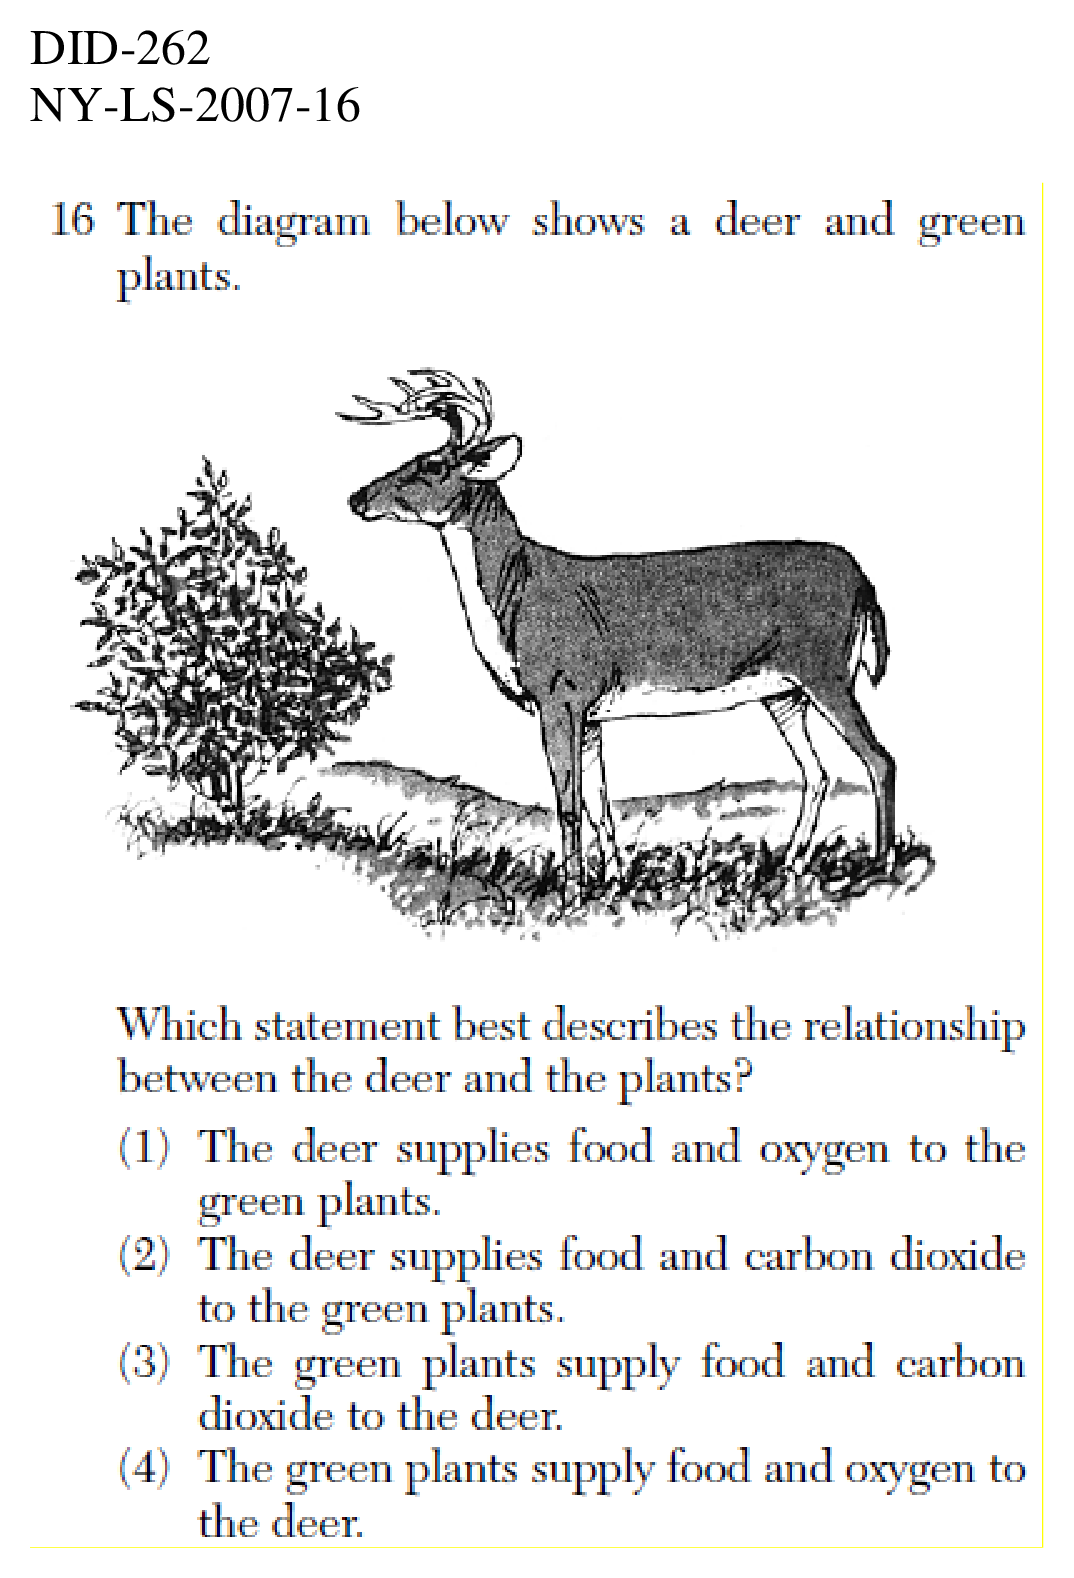 DID-262
NY-LS-2007-16
16 The diagram below shows a deer and green
plants.
Which statement best describes the relationship
between the deer and the plants?
(1) The deer supplies food and oxygen to the
green plants.
(2) The deer supplies food and carbon dioxide
to the green plants.
(3) The green plants supply food and carbon
dioxide to the deer.
(4) The green plants supply food and oxygen to
the deer.